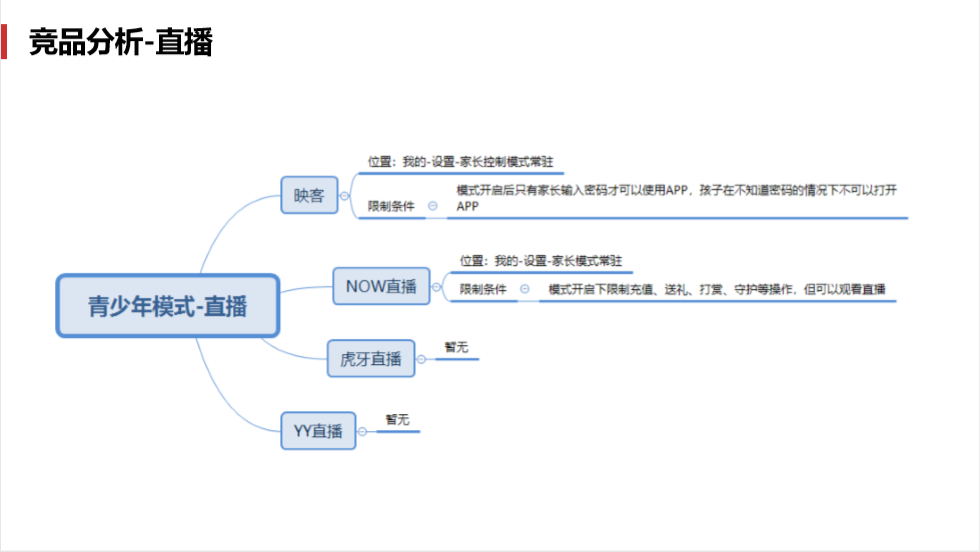 竞品分析-直播
位置：我的-设置-家长控制模式常驻
映客
模式开启后只有家长输入密码才可以使用APP，孩子在不知道密码的情况下不可以打开
APP
限制条件
位置：我的-设置-家长模式常驻
NOW直播
限制条件
模式开启下限制充值、送礼、打赏、守护等操作，但可以观看直播
青少年模式-直播
虎牙直播
暂无
YY直播
暂无